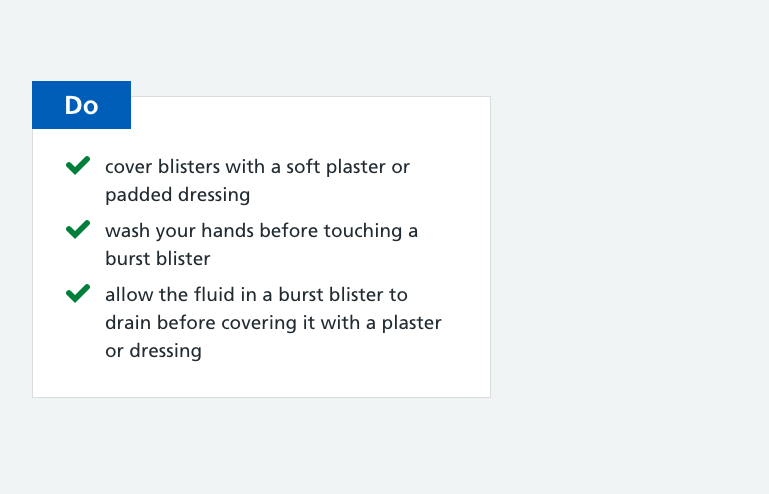 Do
cover blisters with a soft plaster or
padded dressing
wash your hands before touching a
burst blister
allow the fluid in a burst blister to
drain before covering it with a plaster
or dressing